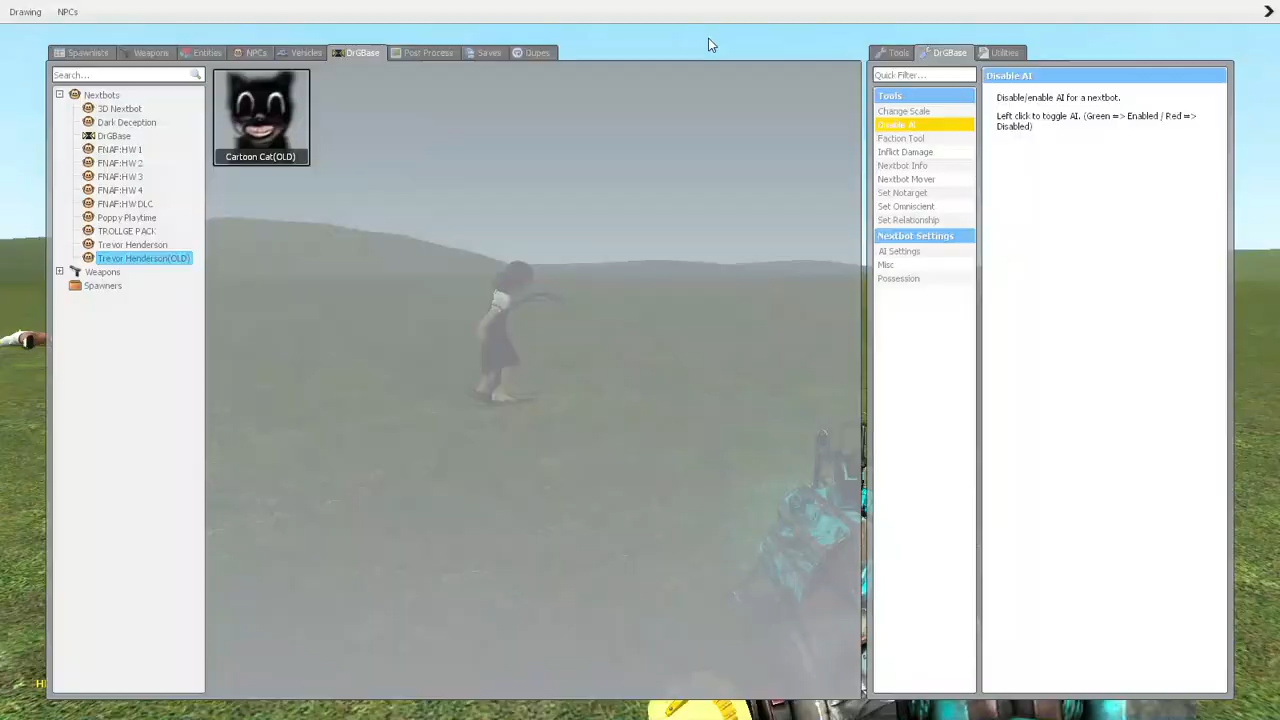 Drawing NPCs
Spawnlists Weapons Entities NPCs Vehicles DrGBase Post Process Saves Dupes
Tools DrGBase Utilities
Search...
Nextbots
3D Nextbot
Dark Deception
DrGBase
FNAF:HW 1
FNAF:HW 2
FNAF:HW 3
FNAF:HW 4
FNAF:HW DLC
Poppy Playtime
TROLLGE PACK
Trevor Henderson
Trevor Henderson(OLD)
Weapons
Spawners
Cartoon Cat(OLD)
Quick Filter...
Tools
Change Scale
Disable AI
Faction Tool
Inflict Damage
Nextbot Info
Nextbot Mover
Set Notarget
Set Omniscient
Set Relationship
Nextbot Settings
AI Settings
Misc
Possession
Disable AI
Disable/enable AI for a nextbot.
Left click to toggle AI. (Green => Enabled / Red =>
Disabled)